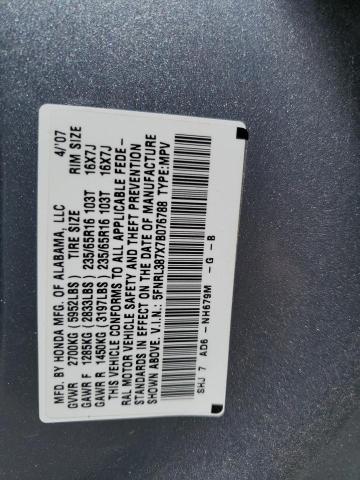 MFD. BY HONDA MFG. OF ALABAMA, LLC 4/'07
GVWR 2700KG (5952LBS) TIRE SIZE RIM SIZE
GAWR F 1285KG (2833LBS) 235/65R16 103T 16X7J
GAWR R 1450KG (3197LBS) 235/65R16 103T 16X7J
THIS VEHICLE CONFORMS TO ALL APPLICABLE FEDE-
RAL MOTOR VEHICLE SAFETY AND THEFT PREVENTION
STANDARDS IN EFFECT ON THE DATE OF MANUFACTURE
SHOWN ABOVE. V.I.N.: 5FNRL387X7B076788 TYPE:MPV
SHJ 7 AD6 -NH679M -G -B